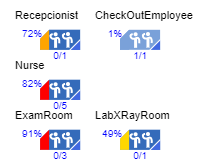 Recepcionist CheckOutEmployee
72% 1%
0/1 1/1
Nurse
82%
0/5
ExamRoom LabXRayRoom
91% 49%
0/3 0/1